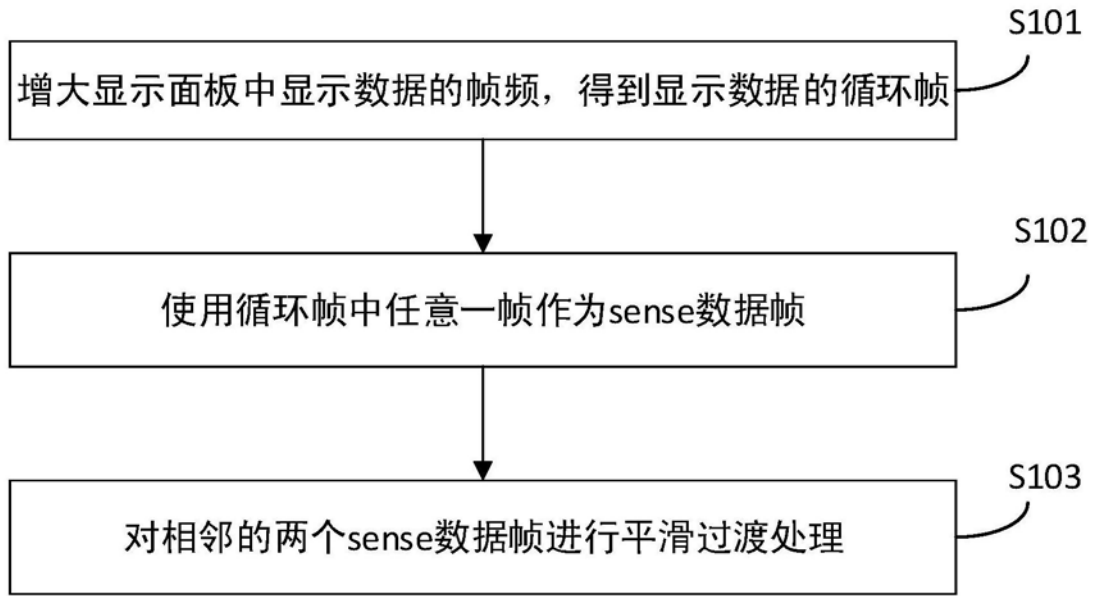 S101
增大显示面板中显示数据的帧频，得到显示数据的循环帧
S102
使用循环帧中任意一帧作为sense数据帧
S103
对相邻的两个sense数据帧进行平滑过渡处理